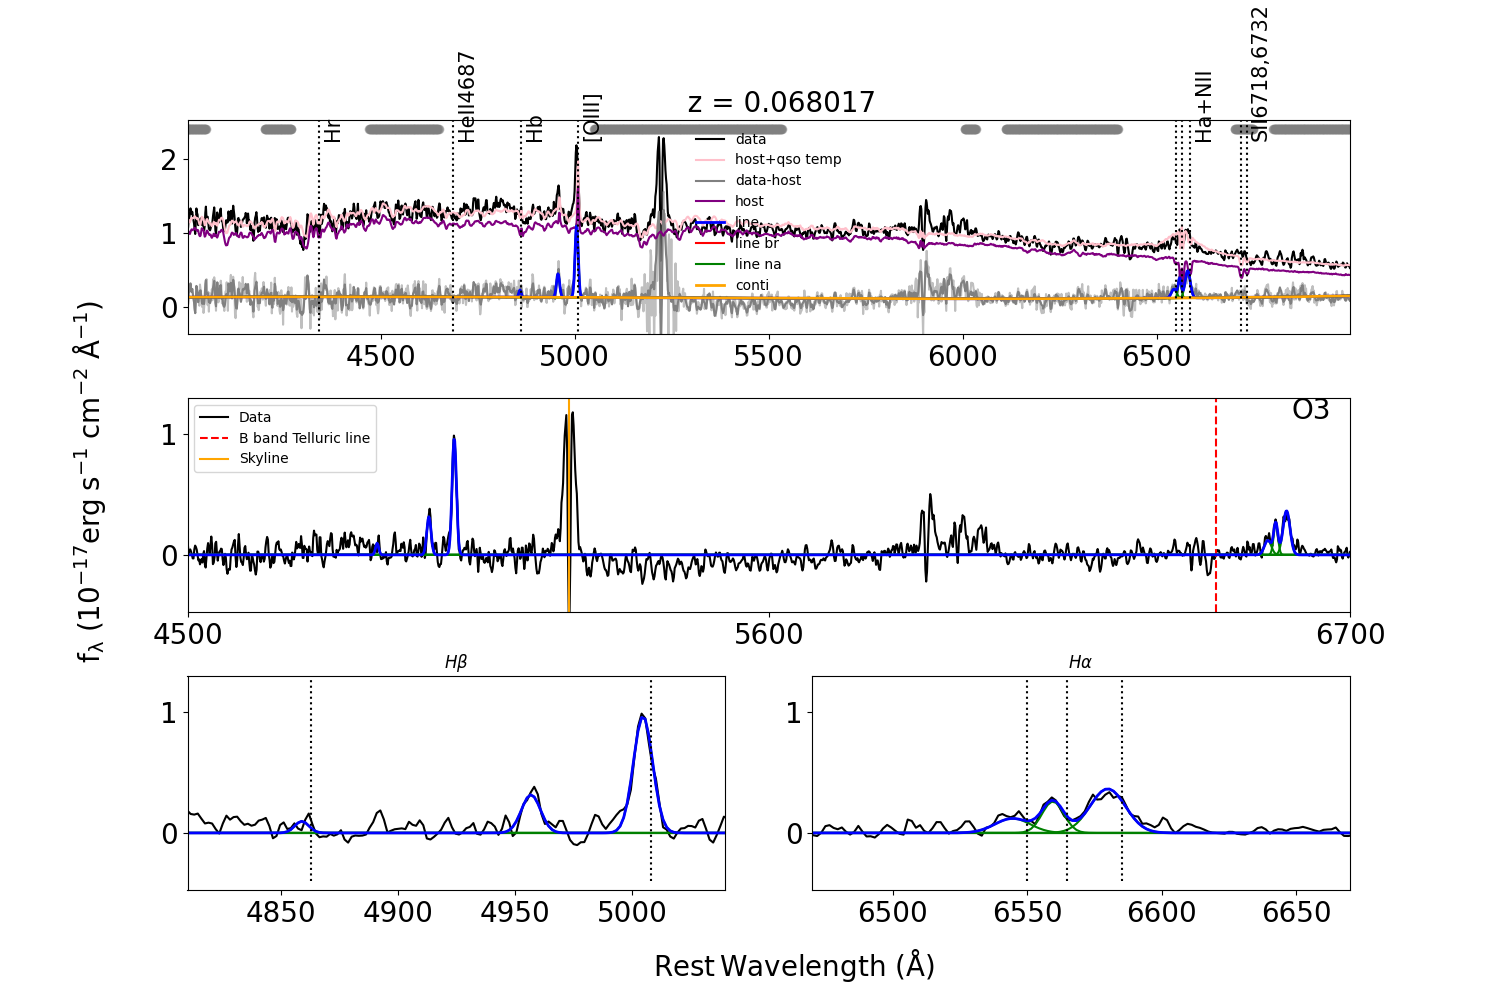 z = 0.068017
Hr
HeII4687
Hb
[OIII]
Ha+NII
SII6718,6732
data
host+qso temp
data-host
host
line
line br
line na
conti
2
1
0
4500 5000 5500 6000 6500
fλ (10−17erg s−1 cm−2 Å−1)
O3
Data
B band Telluric line
Skyline
1
0
4500 5600 6700
Hβ
1
0
4850 4900 4950 5000
Hα
1
0
6500 6550 6600 6650
Rest Wavelength (Å)